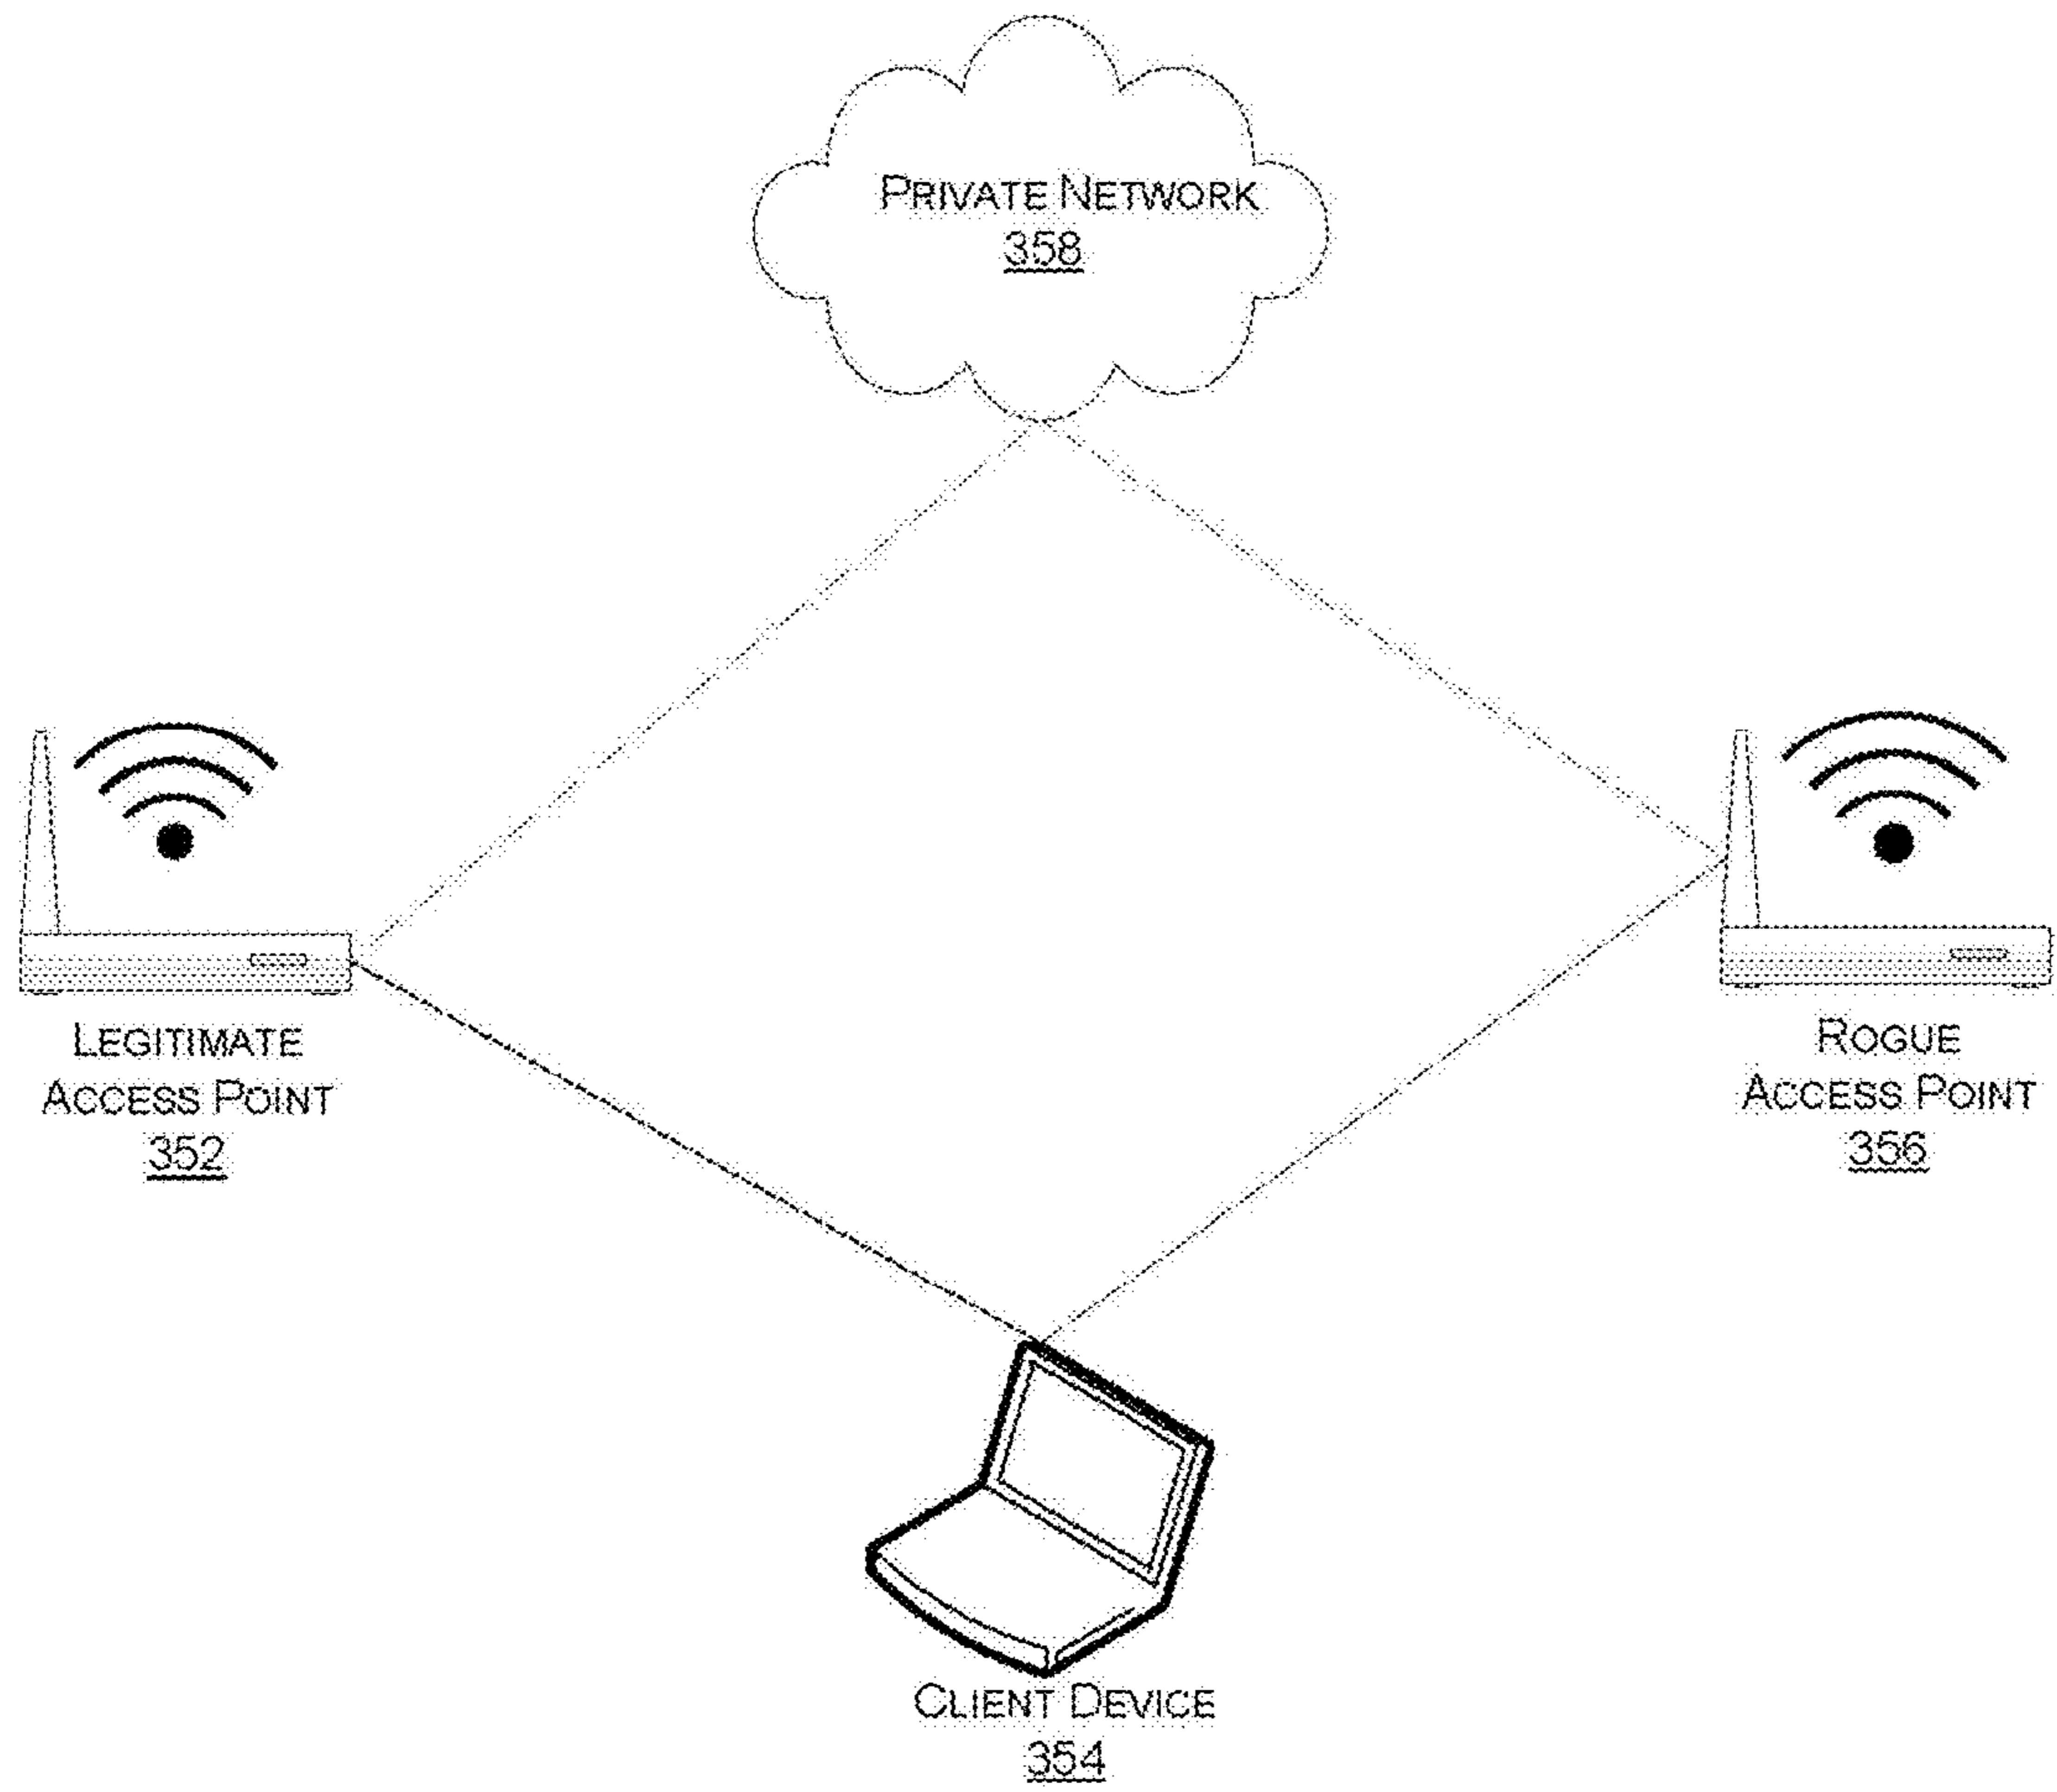 PRIVATE NETWORK
358
LEGITIMATE
ACCESS POINT
352
ROGUE
ACCESS POINT
356
CLIENT DEVICE
354